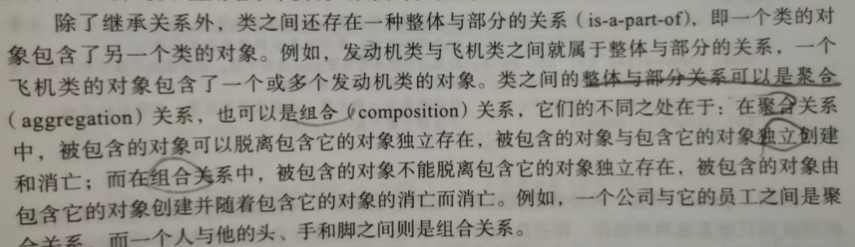 除了继承关系外，类之间还存在一种整体与部分的关系（is-a-part-of），即一个类的对
象包含了另一个类的对象。例如，发动机类与飞机类之间就属于整体与部分的关系，一个
飞机类的对象包含了一个或多个发动机类的对象。类之间的整体与部分关系可以是聚合
（aggregation）关系，也可以是组合（composition）关系，它们的不同之处在于：在聚合关系
中，被包含的对象可以脱离包含它的对象独立存在，被包含的对象与包含它的对象独立创建
和消亡；而在组合关系中，被包含的对象不能脱离包含它的对象独立存在，被包含的对象由
包含它的对象创建并随着包含它的对象的消亡而消亡。例如，一个公司与它的员工之间是聚
合关系，而一个人与他的头、手和脚之间则是组合关系。